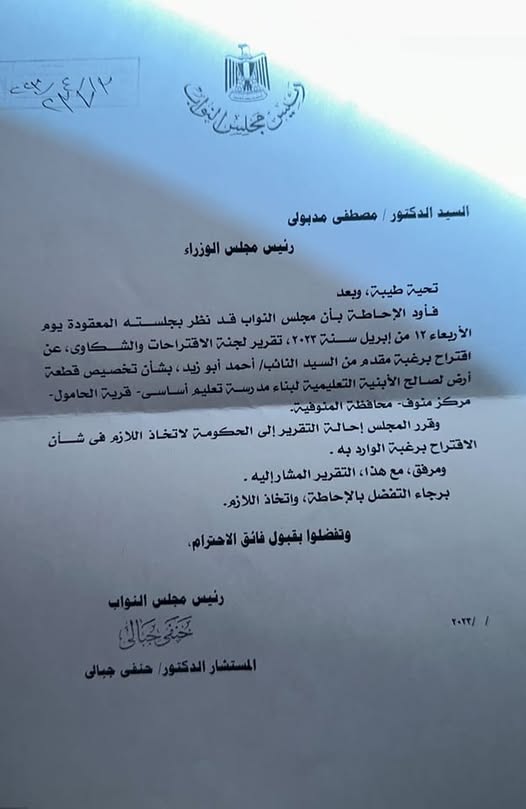 رئيس مجلس النواب
السيد الدكتور / مصطفى مدبولى
رئيس مجلس الوزراء
تحية طيبة، وبعد
فأود الإحاطة بأن مجلس النواب قد نظر بجلسته المعقودة يوم
الأربعاء ١٢ من إبريل سنة ٢٠٢٣، تقرير لجنة الاقتراحات والشكاوى، عن
اقتراح برغبة مقدم من السيد النائب/ أحمد أبو زيد، بشأن تخصيص قطعة
أرض لصالح الأبنية التعليمية لبناء مدرسة تعليم أساسى- قرية الحامول-
مركز منوف- محافظة المنوفية.
وقرر المجلس إحالة التقرير إلى الحكومة لاتخاذ اللازم فى شأن
الاقتراح برغبة الوارد به .
ومرفق، مع هذا، التقرير المشار إليه .
برجاء التفضل بالإحاطة، واتخاذ اللازم.
وتفضلوا بقبول فائق الاحترام،
رئيس مجلس النواب
حنفى جبالى
المستشار الدكتور/ حنفى جبالى
/ /٢٠٢٣